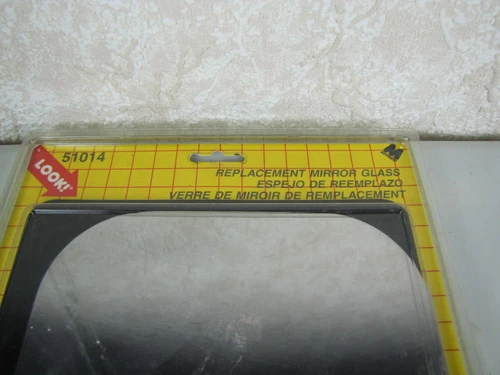 LOOK!
51014
REPLACEMENT MIRROR GLASS
ESPEJO DE REEMPLAZO
VERRE DE MIROIR DE REMPLACEMENT